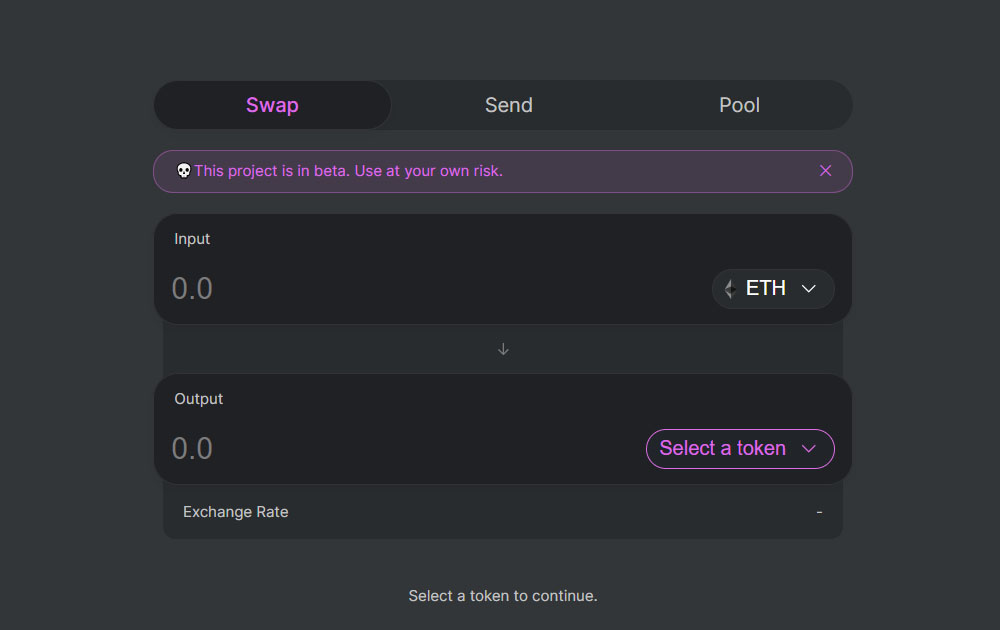 Swap Send Pool
💀This project is in beta. Use at your own risk.
Input
0.0 ETH
Output
0.0 Select a token
Exchange Rate -
Select a token to continue.